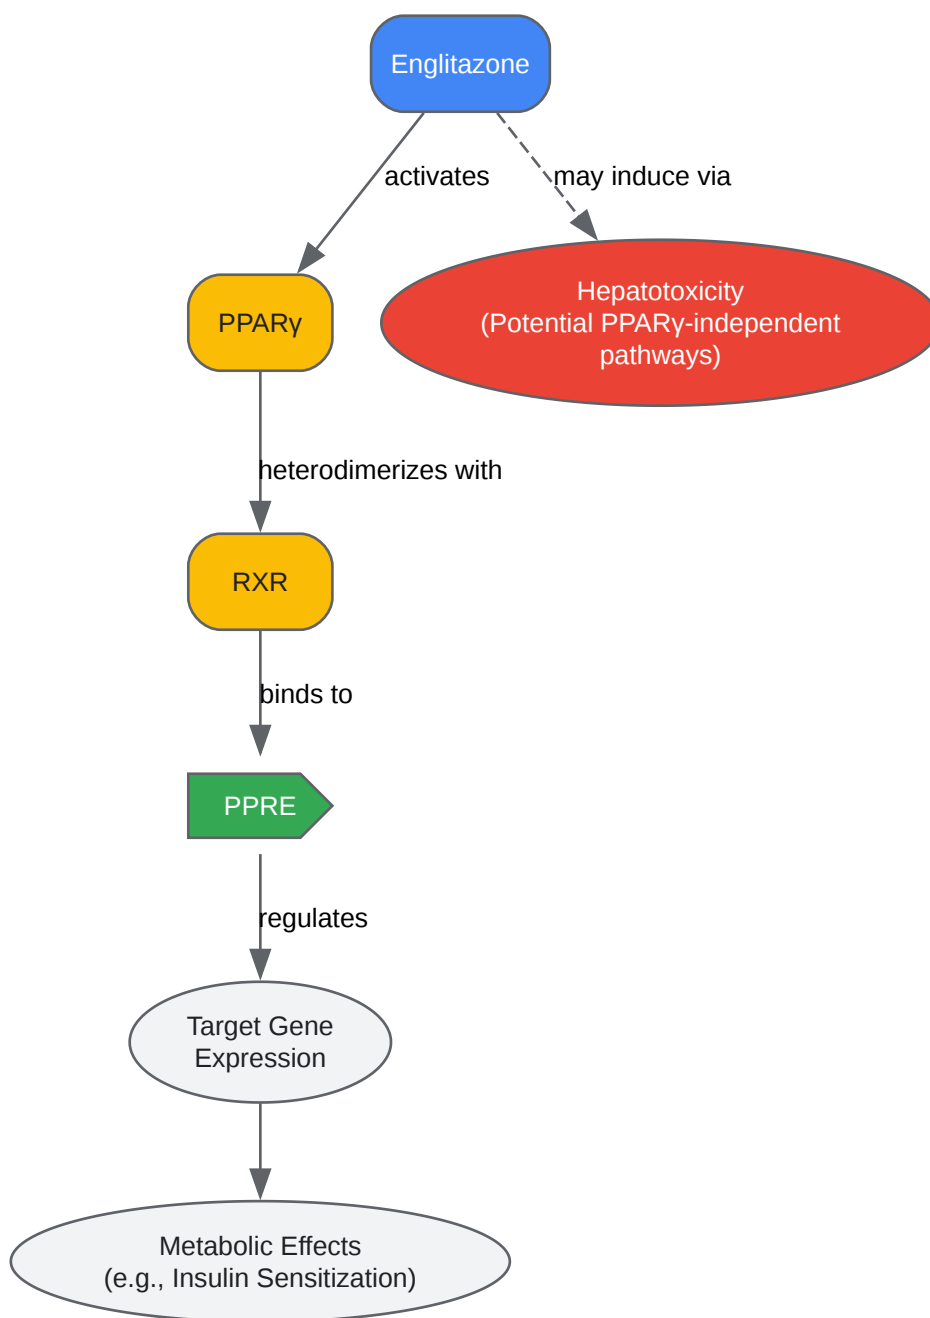 Englitazone
activates
may induce via
Hepatotoxicity
(Potential PPARγ-independent
pathways)
PPARγ
heterodimerizes with
RXR
binds to
PPRE
regulates
Target Gene
Expression
Metabolic Effects
(e.g., Insulin Sensitization)